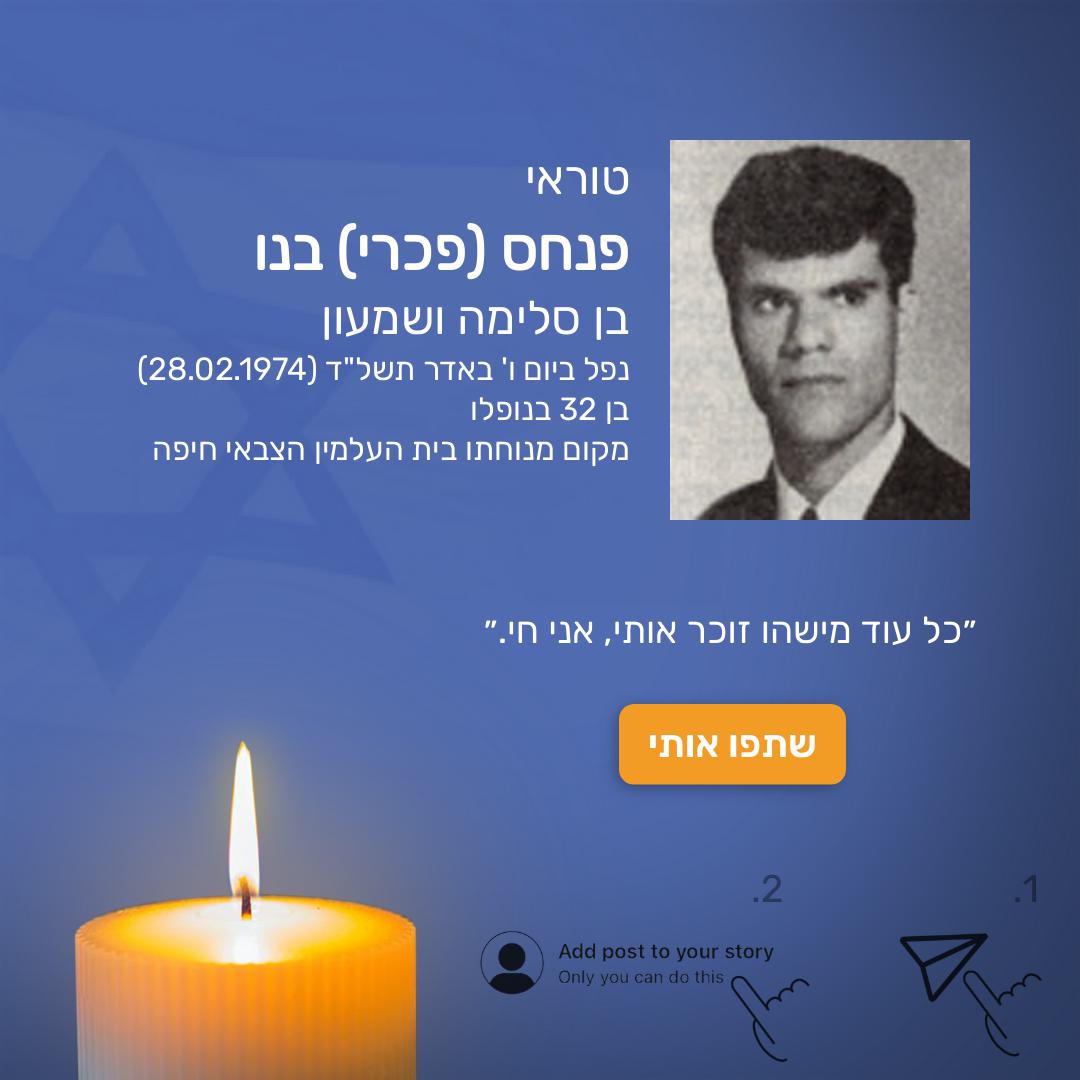 טוראי
פנחס (פכרי) בנו
בן סלימה ושמעון
נפל ביום ו' באדר תשל"ד (28.02.1974)
בן 32 בנופלו
מקום מנוחתו בית העלמין הצבאי חיפה
״כל עוד מישהו זוכר אותי, אני חי.״
שתפו אותי
1.
2.
Add post to your story
Only you can do this